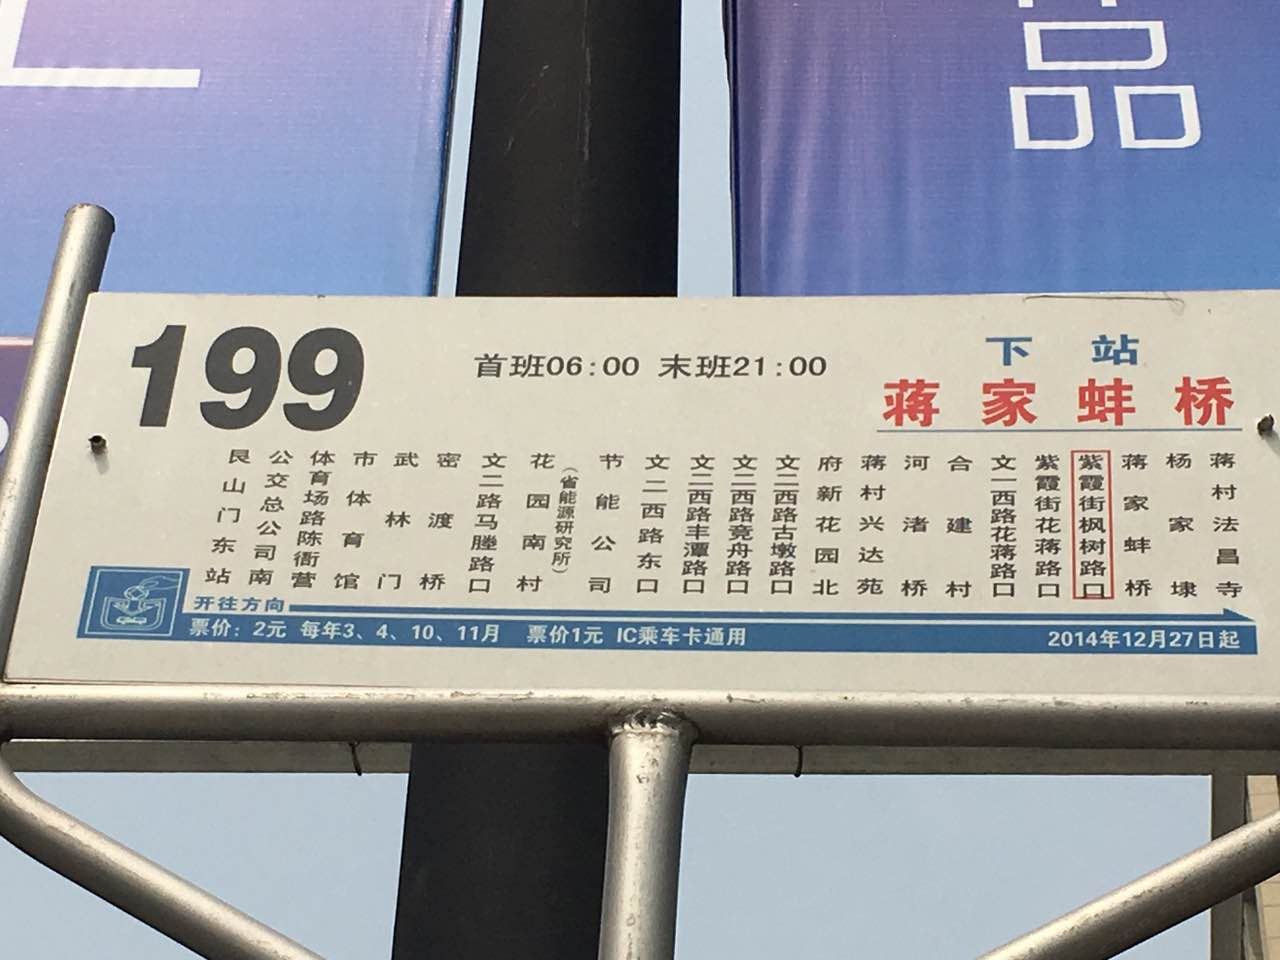 品
199
首班06:00 末班21:00
下站
蒋家蚌桥
艮山门东站
公交总公司南
体育场路陈衙营
市体育馆
武林门
密渡桥
文二路马塍路口
花园南村
(省能源研究所)
节能公司
文二西路东口
文二西路丰潭路口
文二西路竞舟路口
文二西路古墩路口
府新花园北
蒋村兴达苑
河渚桥
合建村
文一西路花蒋路口
紫霞街花蒋路口
紫霞街枫树路口
蒋家蚌桥
杨家埭
蒋村法昌寺
开往方向
票价: 2元 每年3、4、10、11月 票价1元 IC乘车卡通用
2014年12月27日起